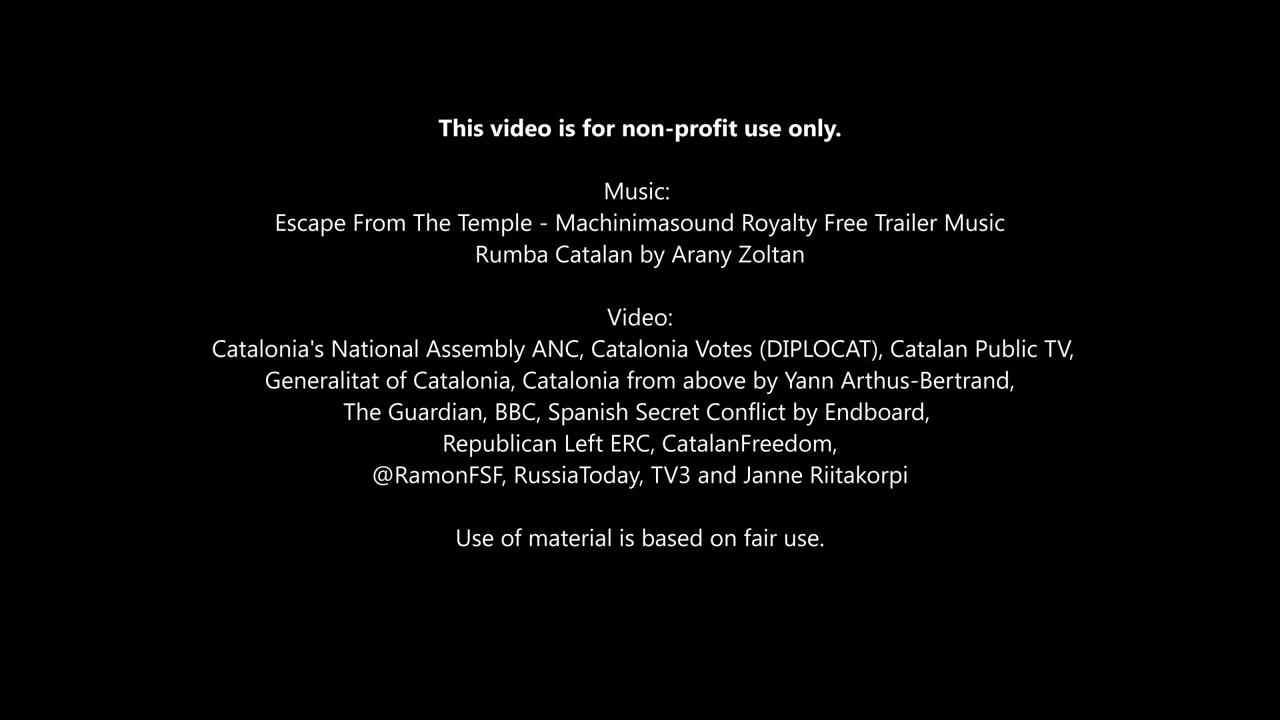 This video is for non-profit use only.
Music:
Escape From The Temple - Machinimasound Royalty Free Trailer Music
Rumba Catalan by Arany Zoltan
Video:
Catalonia's National Assembly ANC, Catalonia Votes (DIPLOCAT), Catalan Public TV,
Generalitat of Catalonia, Catalonia from above by Yann Arthus-Bertrand,
The Guardian, BBC, Spanish Secret Conflict by Endboard,
Republican Left ERC, CatalanFreedom,
@RamonFSF, RussiaToday, TV3 and Janne Riitakorpi
Use of material is based on fair use.